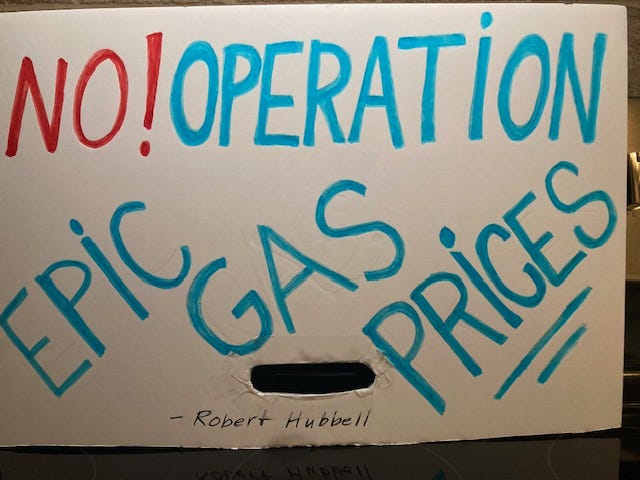 NO! OPERATION
EPIC GAS PRICES
- Robert Hubbell